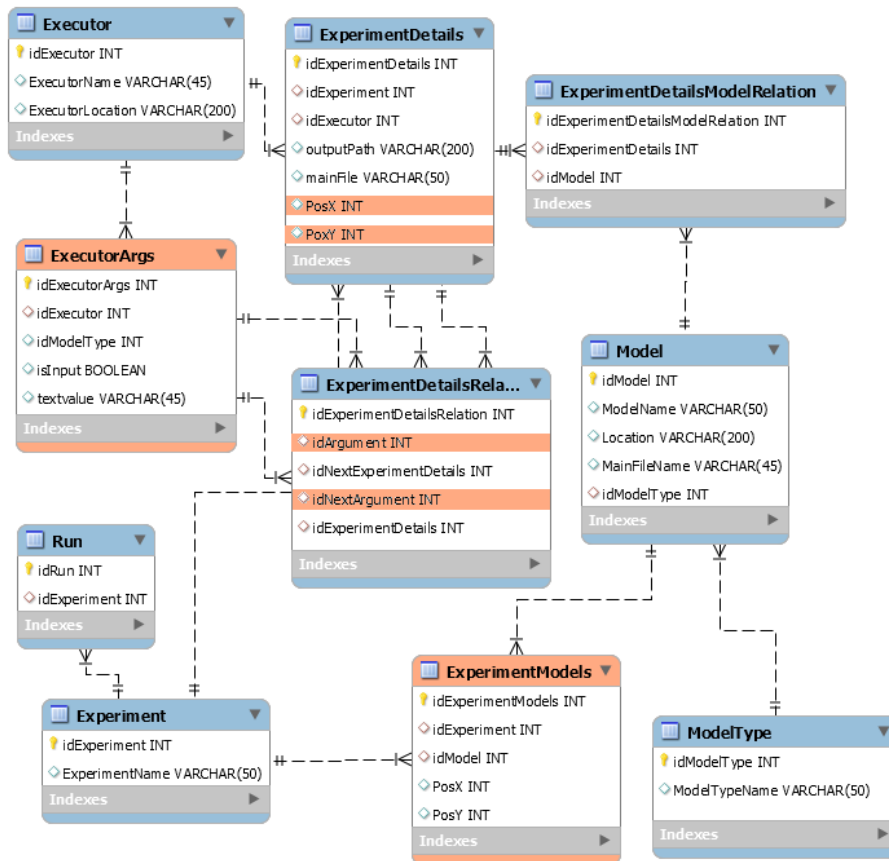 Executor
idExecutor INT
ExecutorName VARCHAR(45)
ExecutorLocation VARCHAR(200)
Indexes
ExperimentDetails
idExperimentDetails INT
idExperiment INT
idExecutor INT
outputPath VARCHAR(200)
mainFile VARCHAR(50)
PosX INT
PoxY INT
Indexes
ExperimentDetailsModelRelation
idExperimentDetailsModelRelation INT
idExperimentDetails INT
idModel INT
Indexes
ExecutorArgs
idExecutorArgs INT
idExecutor INT
idModelType INT
isInput BOOLEAN
textvalue VARCHAR(45)
Indexes
ExperimentDetailsRela...
idExperimentDetailsRelation INT
idArgument INT
idNextExperimentDetails INT
idNextArgument INT
idExperimentDetails INT
Indexes
Model
idModel INT
ModelName VARCHAR(50)
Location VARCHAR(200)
MainFileName VARCHAR(45)
idModelType INT
Indexes
Run
idRun INT
idExperiment INT
Indexes
Experiment
idExperiment INT
ExperimentName VARCHAR(50)
Indexes
ExperimentModels
idExperimentModels INT
idExperiment INT
idModel INT
PosX INT
PosY INT
Indexes
ModelType
idModelType INT
ModelTypeName VARCHAR(50)
Indexes